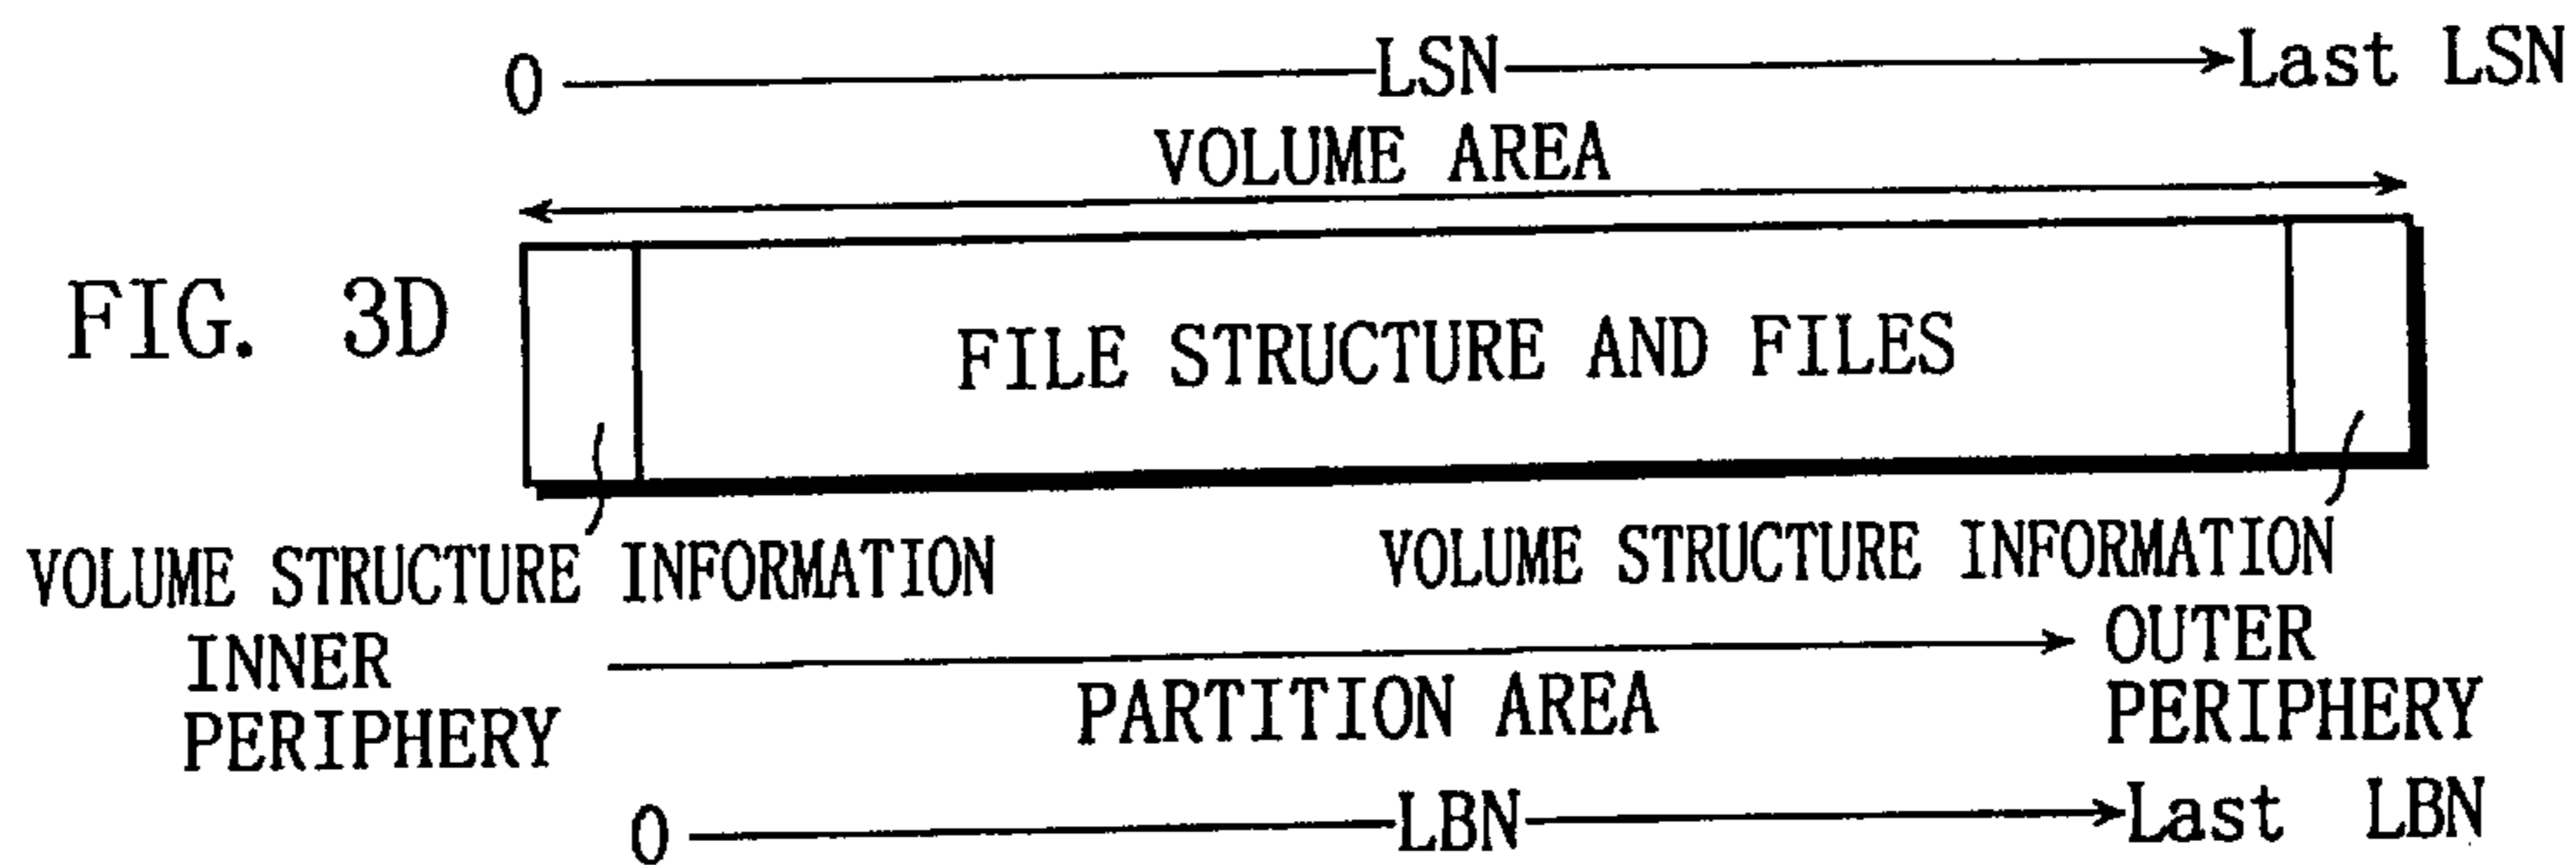 0 LSN Last LSN
VOLUME AREA
FIG. 3D
FILE STRUCTURE AND FILES
VOLUME STRUCTURE INFORMATION VOLUME STRUCTURE INFORMATION
INNER PERIPHERY
PARTITION AREA
OUTER PERIPHERY
0 LBN Last LBN